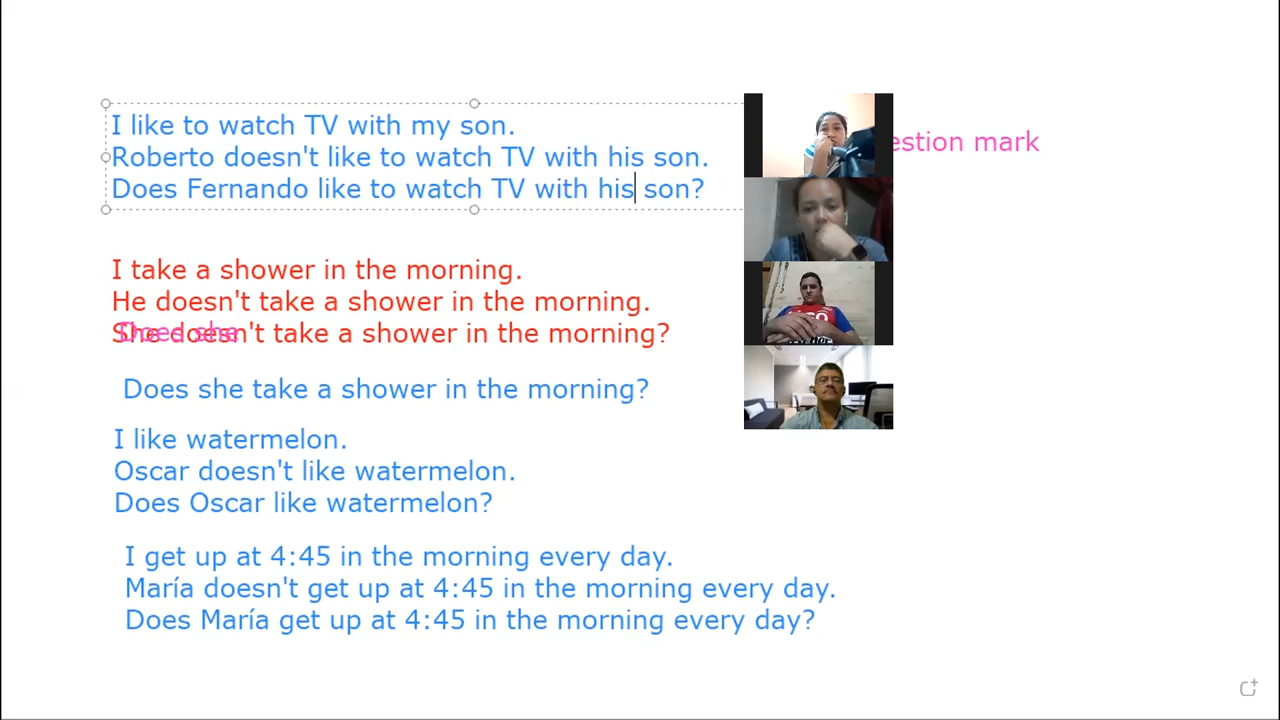 I like to watch TV with my son.
Roberto doesn't like to watch TV with his son.
Does Fernando like to watch TV with his son?
estion mark
I take a shower in the morning.
He doesn't take a shower in the morning.
She doesn't take a shower in the morning?
Does she
Does she take a shower in the morning?
I like watermelon.
Oscar doesn't like watermelon.
Does Oscar like watermelon?
I get up at 4:45 in the morning every day.
María doesn't get up at 4:45 in the morning every day.
Does María get up at 4:45 in the morning every day?